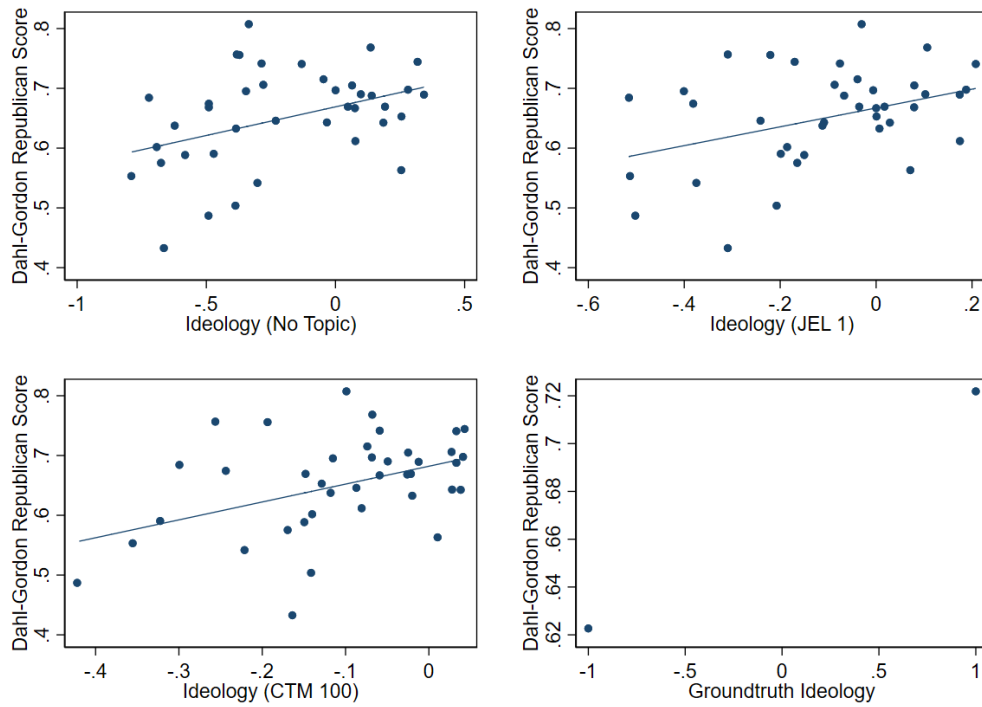 Dahl-Gordon Republican Score
.8
.7
.6
.5
.4
-1 -.5 0 .5
Ideology (No Topic)
Dahl-Gordon Republican Score
.8
.7
.6
.5
.4
-.6 -.4 -.2 0 .2
Ideology (JEL 1)
Dahl-Gordon Republican Score
.8
.7
.6
.5
.4
-.4 -.3 -.2 -.1 0
Ideology (CTM 100)
Dahl-Gordon Republican Score
.72
.7
.68
.66
.64
.62
-1 -.5 0 .5 1
Groundtruth Ideology